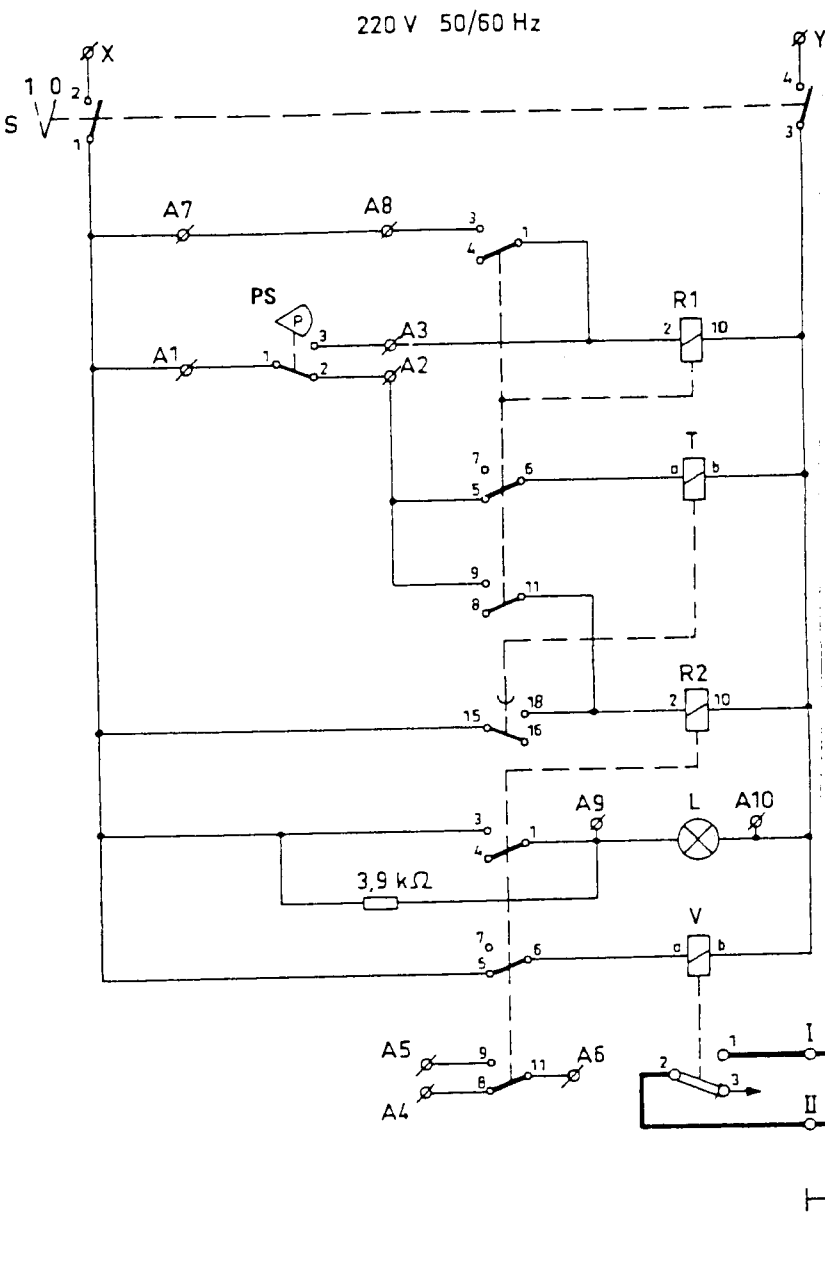 220 V 50/60 Hz
X
Y
1 0 2
4
S
1
3
A7 A8 3
1
4
PS
P
R1
3 A3 2 10
A1 1 2 A2
T
7 6 a b
5
9
11
8
R2
18 2 10
15
16
A9 L A10
3 1
4
3,9 kΩ
V
7 6 a b
5
A5 9 11 A6
A4 8
1 I
2
3
II